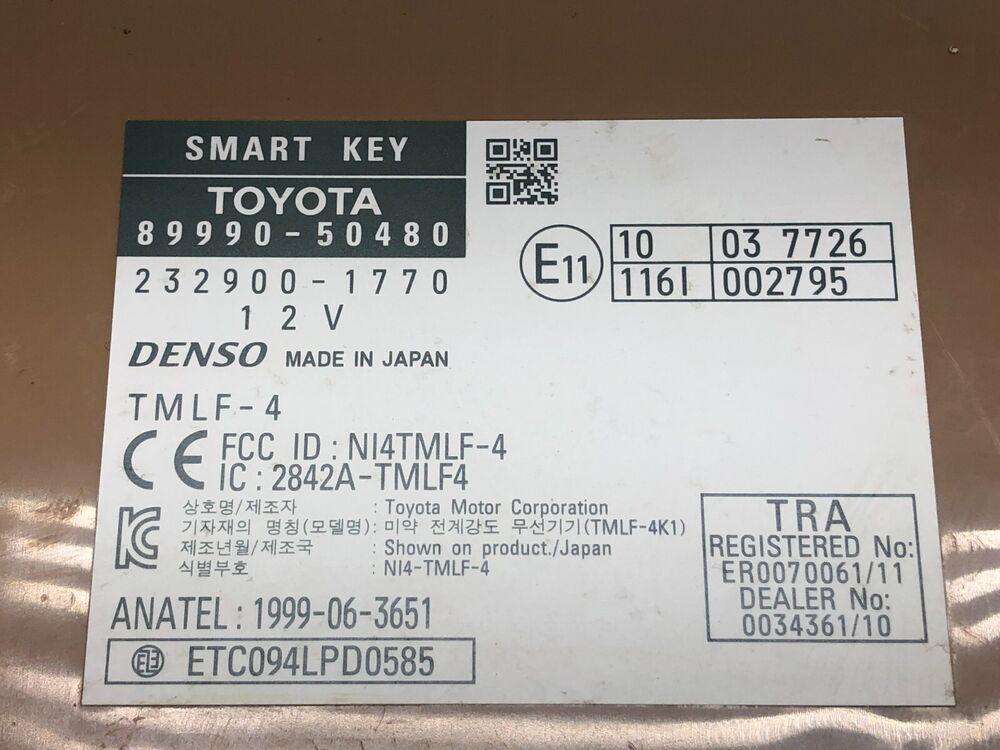 SMART KEY
TOYOTA
89990-50480
232900-1770
12V
DENSO MADE IN JAPAN
E11
10 03 7726
116I 002795
TMLF-4
CE FCC ID : NI4TMLF-4
IC : 2842A-TMLF4
KC 상호명/제조자 : Toyota Motor Corporation
기자재의 명칭(모델명) : 미약 전계강도 무선기기(TMLF-4K1)
제조년월/제조국 : Shown on product./Japan
식별부호 : NI4-TMLF-4
TRA
REGISTERED No:
ER0070061/11
DEALER No:
0034361/10
ANATEL : 1999-06-3651
ETC094LPD0585